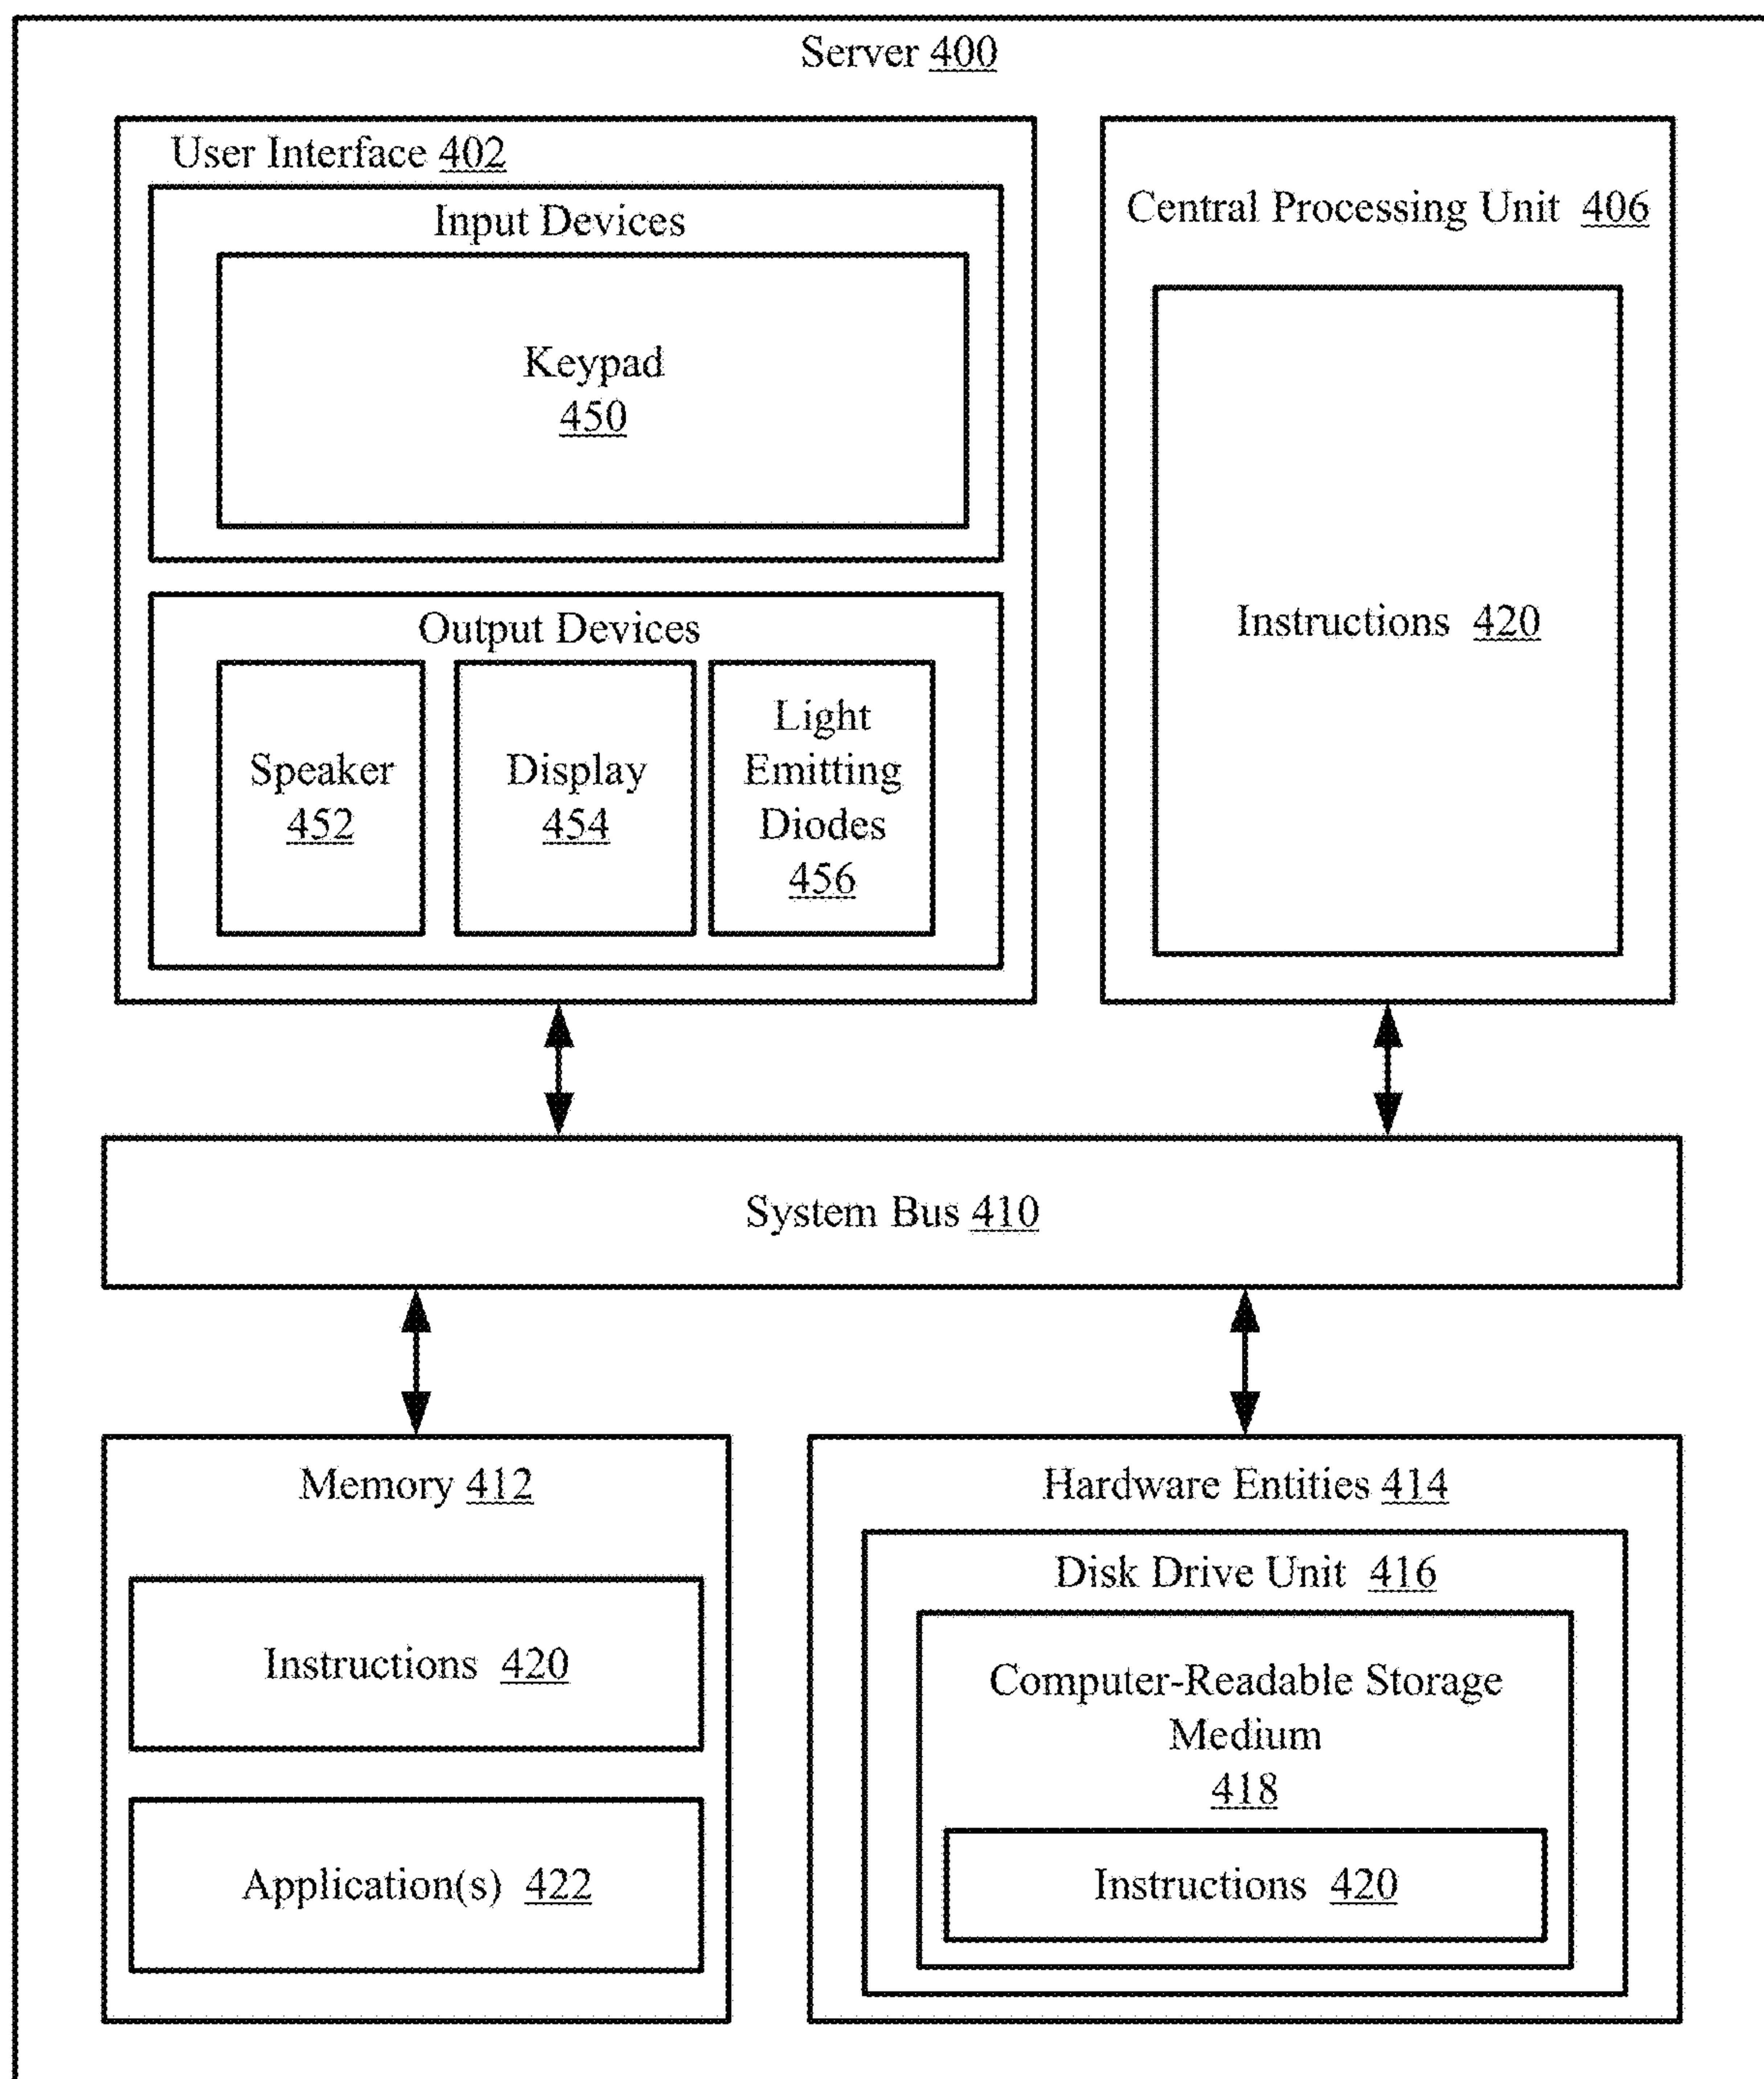 Server 400
User Interface 402
Input Devices
Keypad
450
Output Devices
Speaker
452
Display
454
Light
Emitting
Diodes
456
Central Processing Unit 406
Instructions 420
System Bus 410
Memory 412
Instructions 420
Application(s) 422
Hardware Entities 414
Disk Drive Unit 416
Computer-Readable Storage
Medium
418
Instructions 420